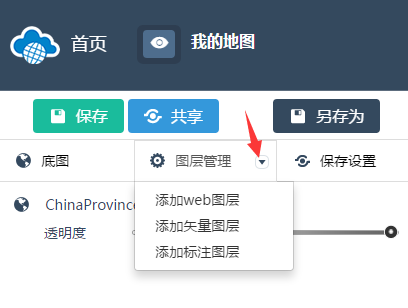 首页 我的地图
保存 共享 另存为
底图 图层管理 保存设置
添加web图层
ChinaProvinc
添加矢量图层
透明度
添加标注图层